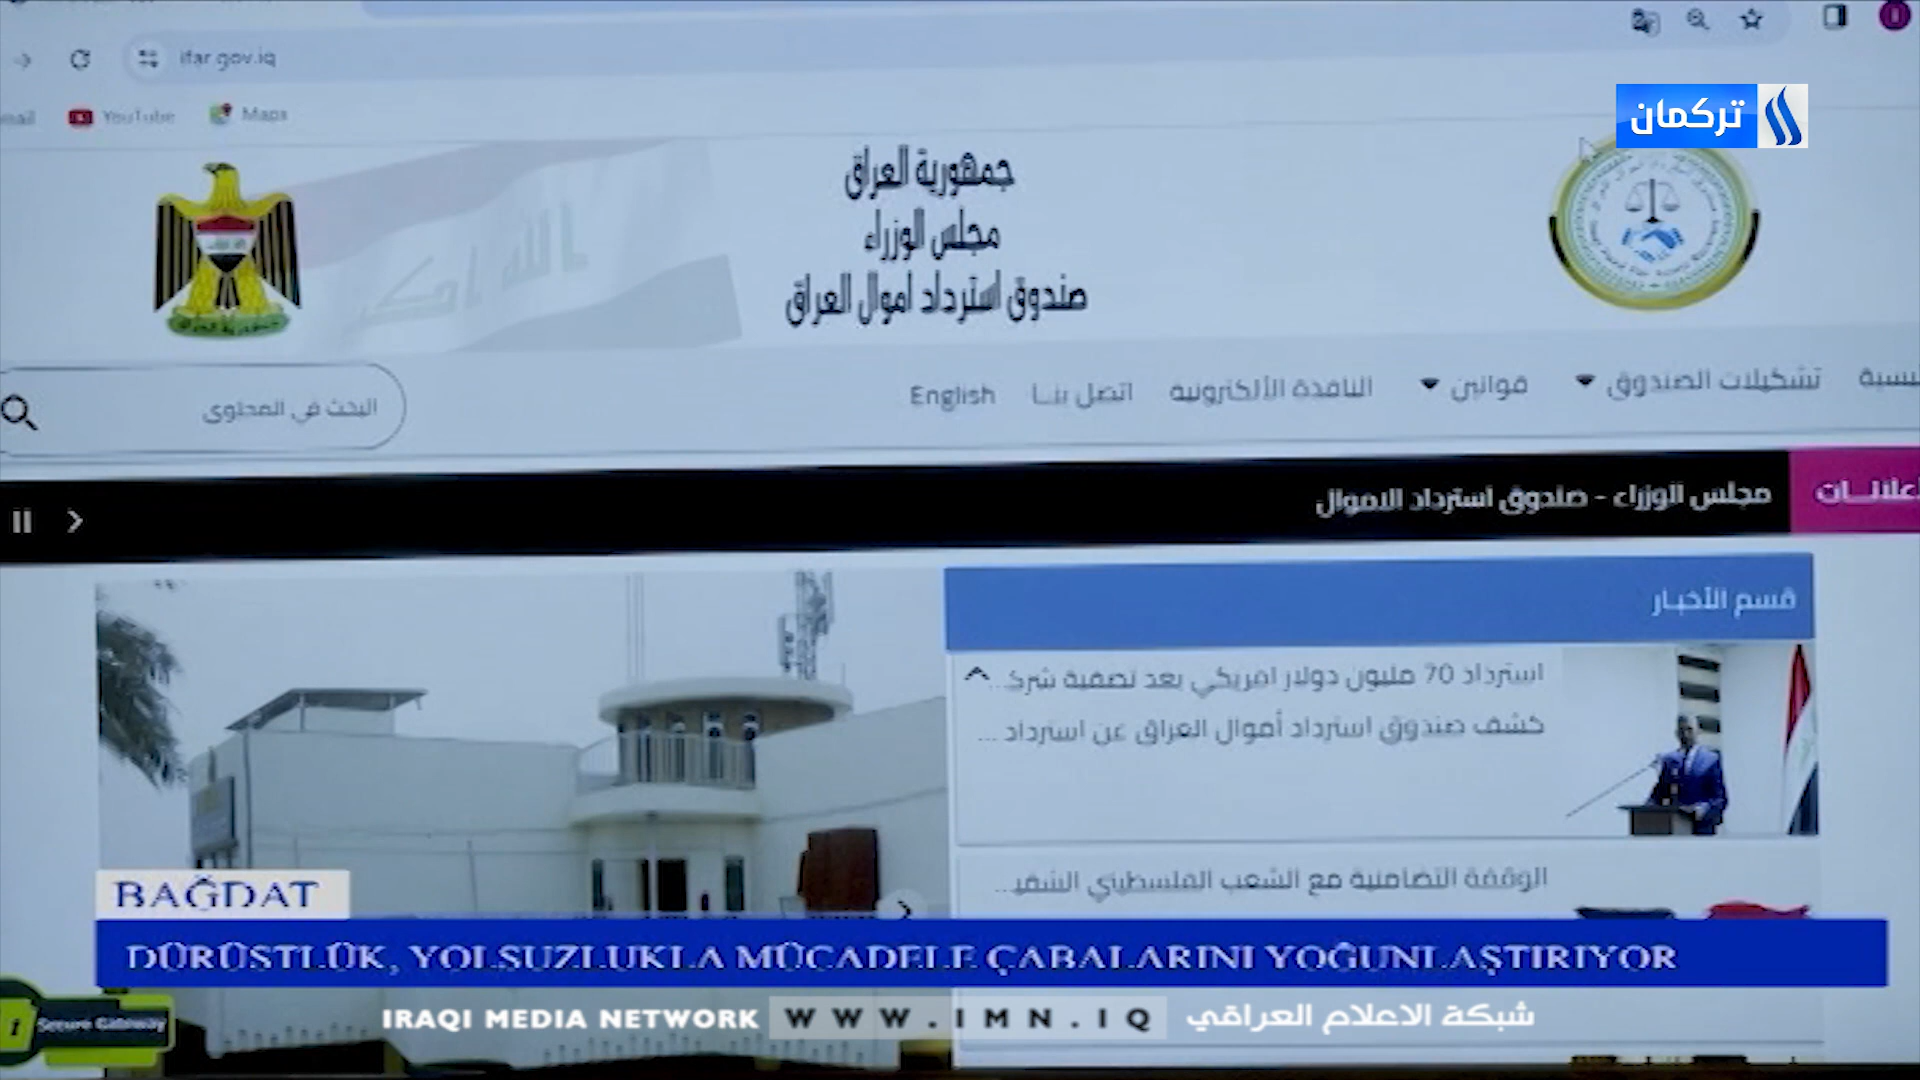 ifar.gov.iq
YouTube
Maps
تركمان
جمهورية العراق
مجلس الوزراء
صندوق استرداد اموال العراق
تشكيلات الصندوق
قوانين
النافذة الألكترونية
اتصل بنا
English
البحث في المحتوى
مجلس الوزراء - صندوق استرداد الاموال
قسم الأخبار
استرداد 70 مليون دولار امريكي بعد تصفية شركـ...
كشف صندوق استرداد أموال العراق عن استرداد ...
الوقفة التضامنية مع الشعب الفلسطيني الشقيـ...
BAĞDAT
DÜRÜSTLÜK, YOLSUZLUKLA MÜCADELE ÇABALARINI YOĞUNLAŞTIRIYOR
Secure Gateway
IRAQI MEDIA NETWORK WWW.IMN.IQ شبكة الاعلام العراقي